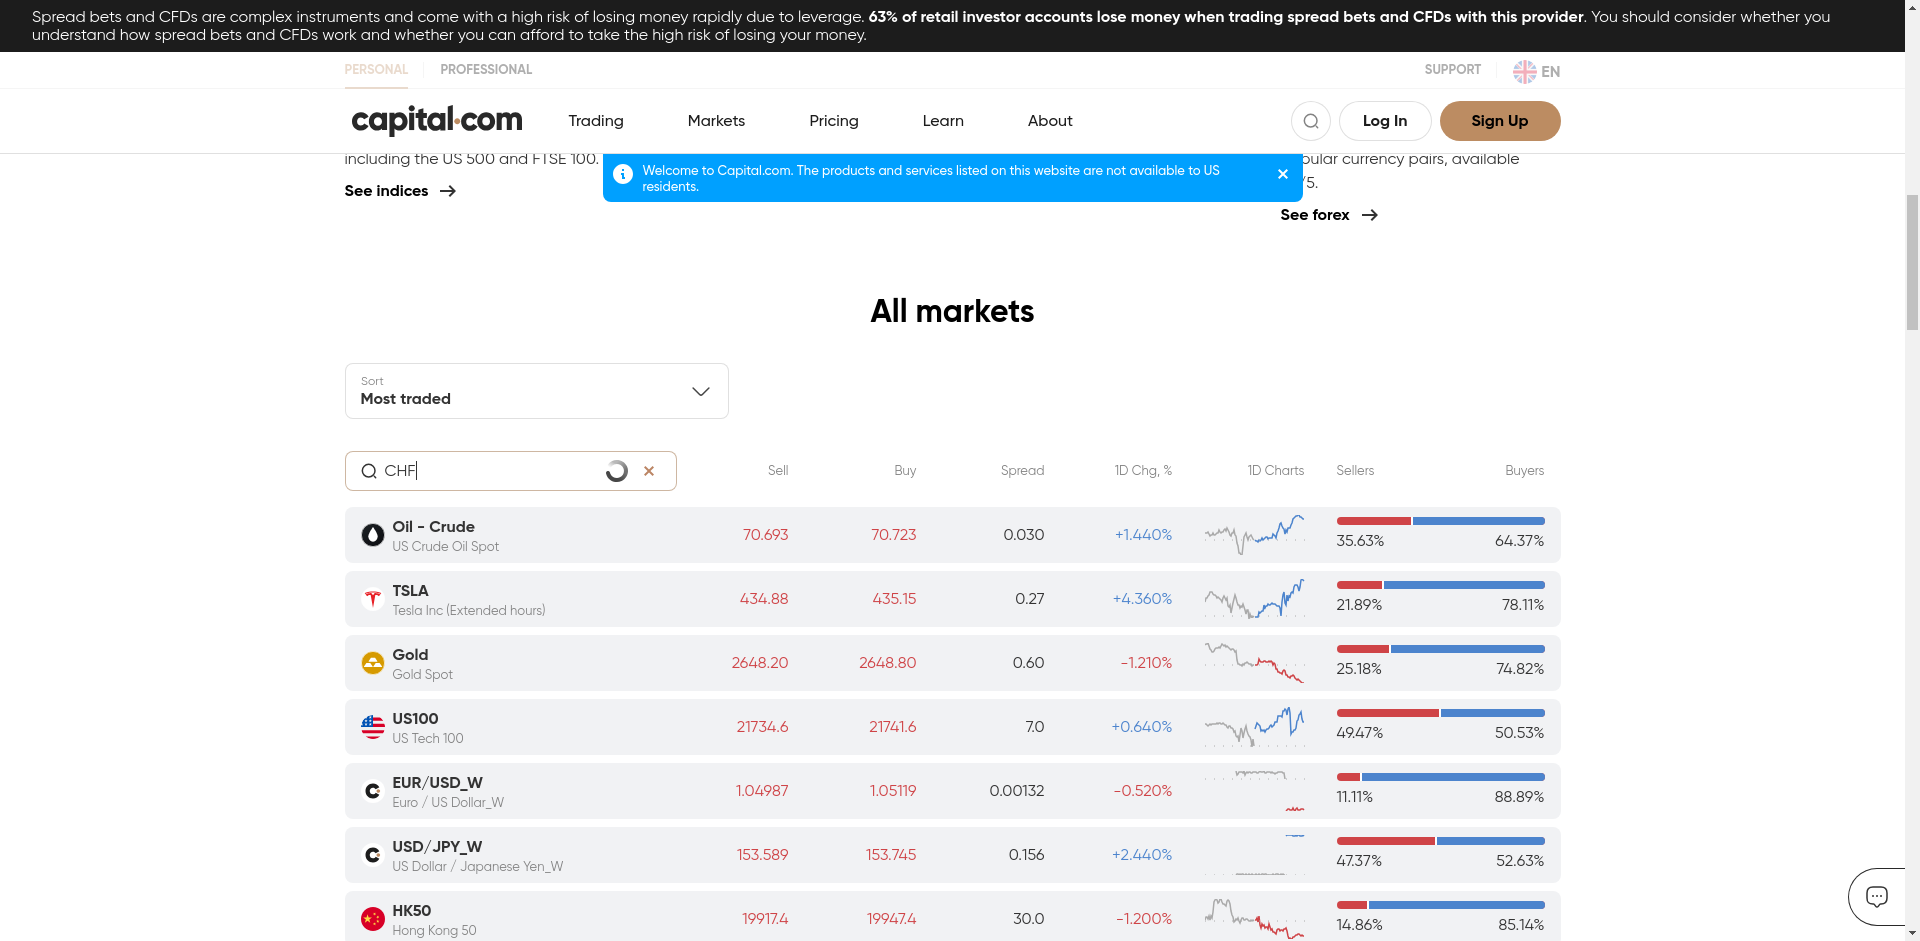 Spread bets and CFDs are complex instruments and come with a high risk of losing money rapidly due to leverage. 63% of retail investor accounts lose money when trading spread bets and CFDs with this provider. You should consider whether you
understand how spread bets and CFDs work and whether you can afford to take the high risk of losing your money.
PERSONAL PROFESSIONAL SUPPORT EN
capital.com Trading Markets Pricing Learn About Log In Sign Up
including the US 500 and FTSE 100.
Welcome to Capital.com. The products and services listed on this website are not available to US
residents.
pular currency pairs, available
/5.
See indices
See forex
All markets
Sort
Most traded
CHF Sell Buy Spread 1D Chg, % 1D Charts Sellers Buyers
Oil - Crude
US Crude Oil Spot
70.693 70.723 0.030 +1.440% 35.63% 64.37%
TSLA
Tesla Inc (Extended hours)
434.88 435.15 0.27 +4.360% 21.89% 78.11%
Gold
Gold Spot
2648.20 2648.80 0.60 -1.210% 25.18% 74.82%
US100
US Tech 100
21734.6 21741.6 7.0 +0.640% 49.47% 50.53%
EUR/USD_W
Euro / US Dollar_W
1.04987 1.05119 0.00132 -0.520% 11.11% 88.89%
USD/JPY_W
US Dollar / Japanese Yen_W
153.589 153.745 0.156 +2.440% 47.37% 52.63%
HK50
Hong Kong 50
19917.4 19947.4 30.0 -1.200% 14.86% 85.14%